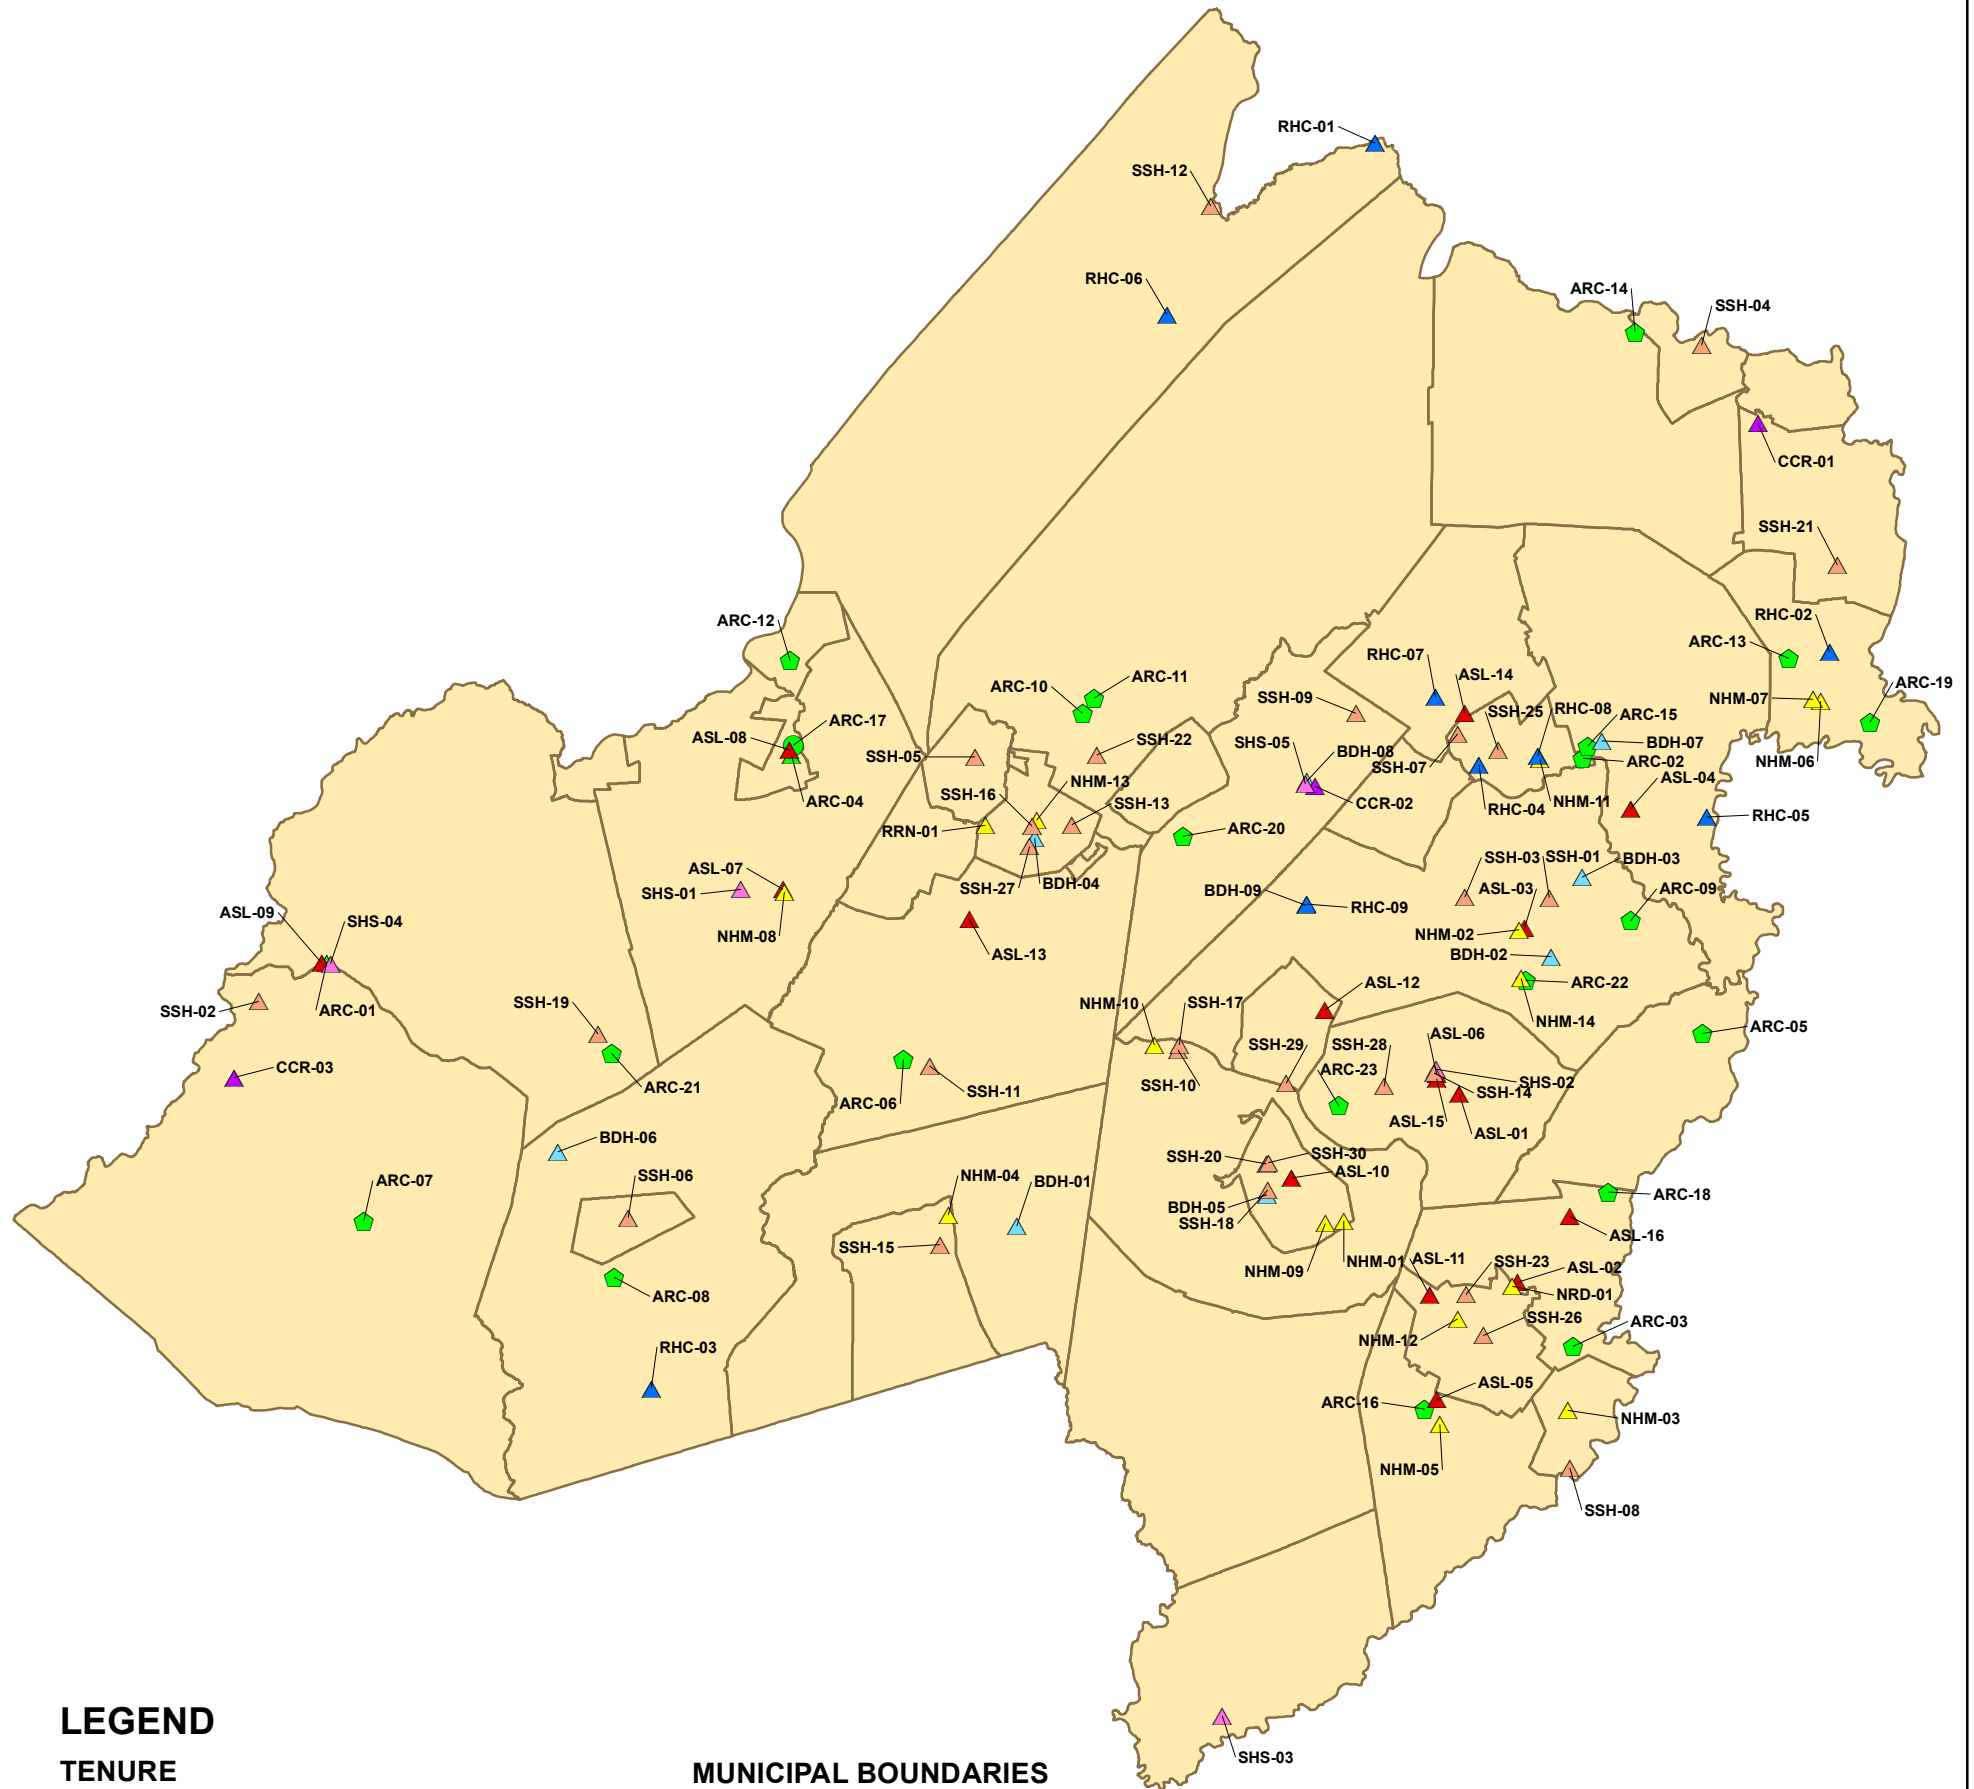 RHC-01
SSH-12
RHC-06
ARC-14
SSH-04
CCR-01
SSH-21
RHC-02
ARC-12
ARC-13
RHC-07
ASL-14
ARC-10
ARC-11
ARC-19
SSH-09
NHM-07
SSH-25
RHC-08
ARC-15
ARC-17
ASL-08
SSH-22
SHS-05
BDH-08
BDH-07
SSH-05
SSH-07
ARC-02
NHM-06
NHM-13
ASL-04
SSH-16
ARC-04
SSH-13
CCR-02
RHC-04
NHM-11
RHC-05
RRN-01
ARC-20
SSH-03
SSH-01
BDH-03
ASL-07
SHS-01
SSH-27
BDH-04
BDH-09
ASL-03
ARC-09
RHC-09
ASL-09
SHS-04
NHM-08
NHM-02
ASL-13
BDH-02
ASL-12
ARC-22
SSH-02
ARC-01
SSH-19
NHM-10
SSH-17
NHM-14
ARC-05
ASL-06
SSH-29
SSH-28
CCR-03
ARC-23
ARC-21
SSH-10
SHS-02
SSH-11
SSH-14
ARC-06
ASL-15
ASL-01
BDH-06
SSH-20
SSH-30
ASL-10
SSH-06
NHM-04
BDH-01
ARC-07
ARC-18
BDH-05
SSH-18
ASL-16
SSH-15
NHM-01
ASL-11
SSH-23
NHM-09
ASL-02
NRD-01
ARC-08
SSH-26
ARC-03
NHM-12
RHC-03
ASL-05
ARC-16
NHM-03
NHM-05
SSH-08
LEGEND
SHS-03
TENURE
MUNICIPAL BOUNDARIES